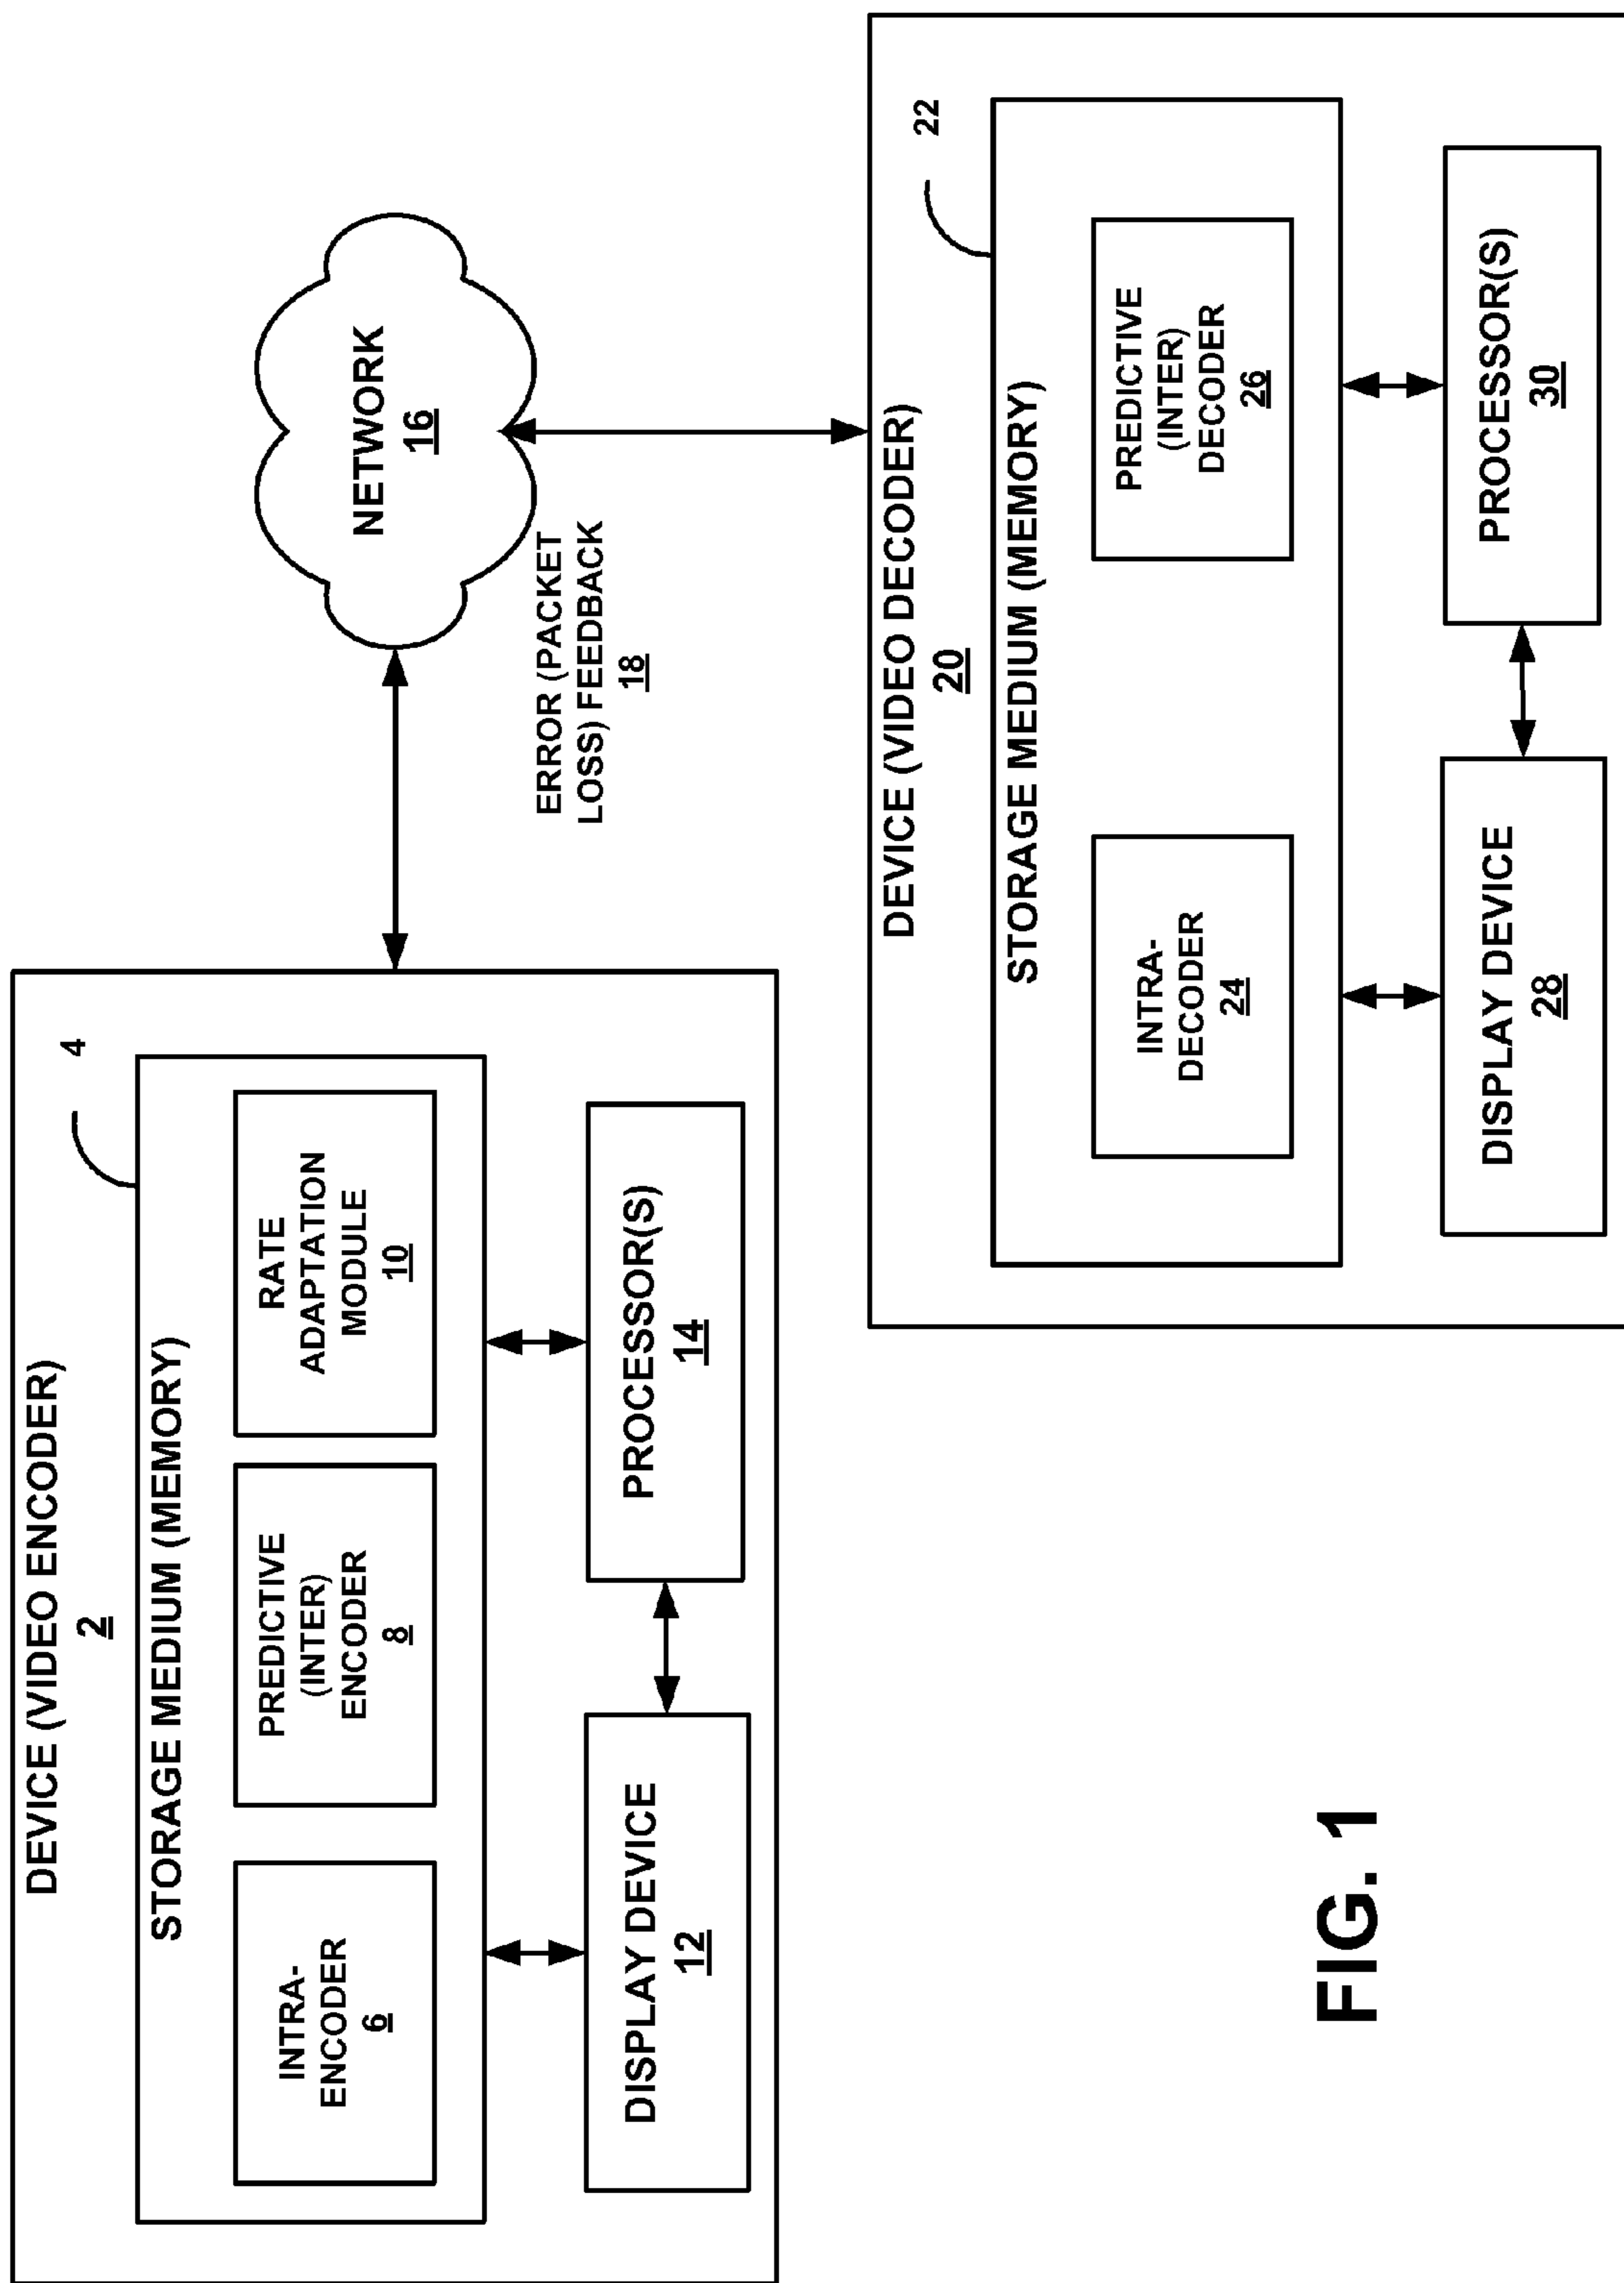 DEVICE (VIDEO ENCODER)
2
4
STORAGE MEDIUM (MEMORY)
INTRA-
ENCODER
6
PREDICTIVE
(INTER)
ENCODER
8
RATE
ADAPTATION
MODULE
10
DISPLAY DEVICE
12
PROCESSOR(S)
14
NETWORK
16
ERROR (PACKET
LOSS) FEEDBACK
18
DEVICE (VIDEO DECODER)
20
22
STORAGE MEDIUM (MEMORY)
INTRA-
DECODER
24
PREDICTIVE
(INTER)
DECODER
26
DISPLAY DEVICE
28
PROCESSOR(S)
30
FIG. 1